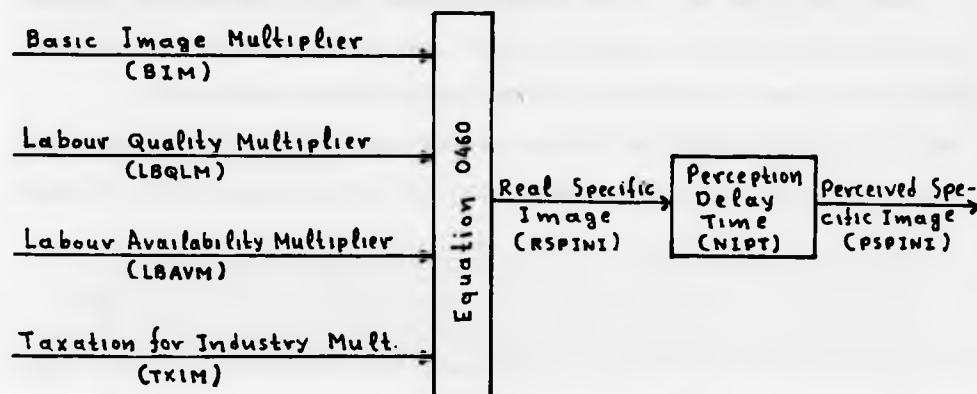 Basic Image Multiplier
(BIM)
Labour Quality Multiplier
(LBQLM)
Labour Availability Multiplier
(LBAVM)
Taxation for Industry Mult.
(TXIM)
Equation 0460
Real Specific
Image
(RSPINI)
Perception
Delay
Time
(NIPT)
Perceived Spe-
cific Image
(PSPINI)